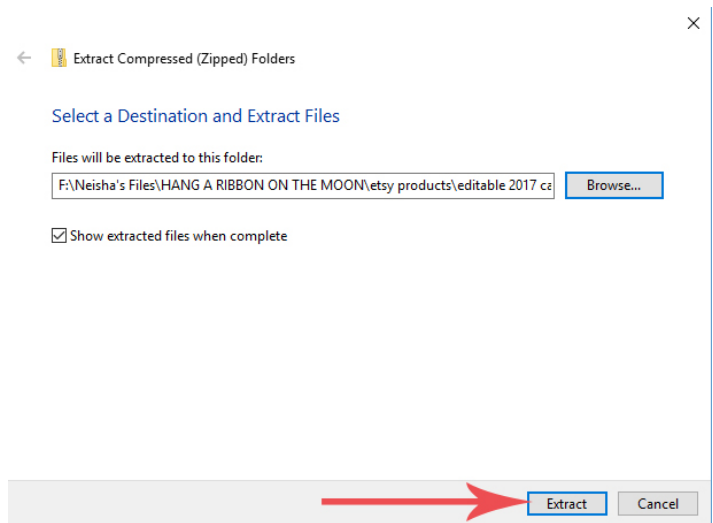 Extract Compressed (Zipped) Folders
Select a Destination and Extract Files
Files will be extracted to this folder:
F:\Neisha's Files\HANG A RIBBON ON THE MOON\etsy products\editable 2017 ca
Browse...
Show extracted files when complete
Extract
Cancel